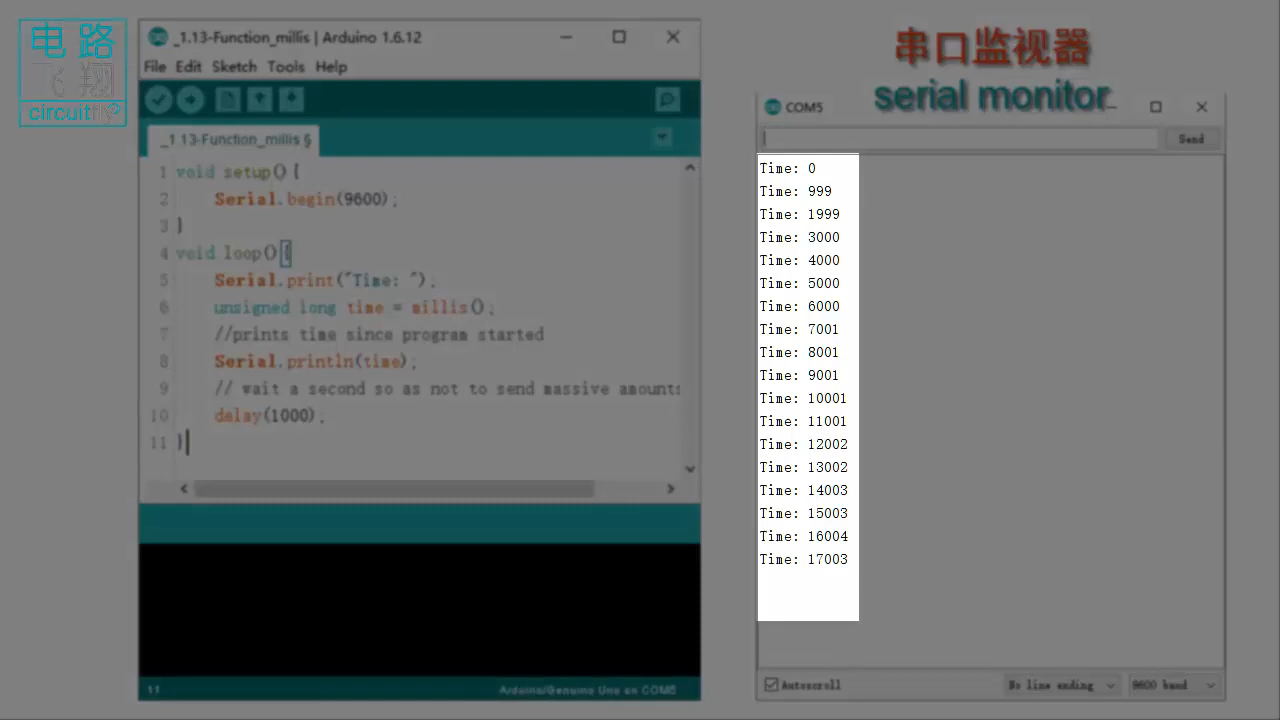 电路
飞翔
circuitfly
_1.13-Function_millis | Arduino 1.6.12
File Edit Sketch Tools Help
_1.13-Function_millis §
1 void setup() {
2 Serial.begin(9600);
3 }
4 void loop(){
5 Serial.print("Time: ");
6 unsigned long time = millis();
7 //prints time since program started
8 Serial.println(time);
9 // wait a second so as not to send massive amounts
10 delay(1000);
11 }
11
Arduino/Genuino Uno on COM5
串口监视器
serial monitor
COM5
Send
Time: 0
Time: 999
Time: 1999
Time: 3000
Time: 4000
Time: 5000
Time: 6000
Time: 7001
Time: 8001
Time: 9001
Time: 10001
Time: 11001
Time: 12002
Time: 13002
Time: 14003
Time: 15003
Time: 16004
Time: 17003
Autoscroll
No line ending
9600 baud